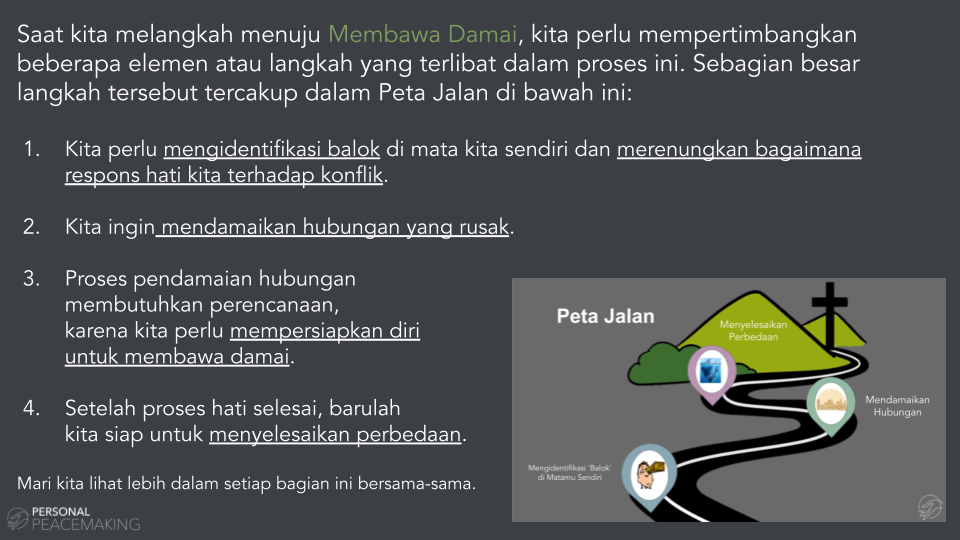 Saat kita melangkah menuju Membawa Damai, kita perlu mempertimbangkan
beberapa elemen atau langkah yang terlibat dalam proses ini. Sebagian besar
langkah tersebut tercakup dalam Peta Jalan di bawah ini:
1. Kita perlu mengidentifikasi balok di mata kita sendiri dan merenungkan bagaimana
respons hati kita terhadap konflik.
2. Kita ingin mendamaikan hubungan yang rusak.
3. Proses pendamaian hubungan
membutuhkan perencanaan,
karena kita perlu mempersiapkan diri
untuk membawa damai.
4. Setelah proses hati selesai, barulah
kita siap untuk menyelesaikan perbedaan.
Mari kita lihat lebih dalam setiap bagian ini bersama-sama.
Peta Jalan
Menyelesaikan
Perbedaan
Mendamaikan
Hubungan
Mengidentifikasi 'Balok'
di Matamu Sendiri
PERSONAL
PEACEMAKING